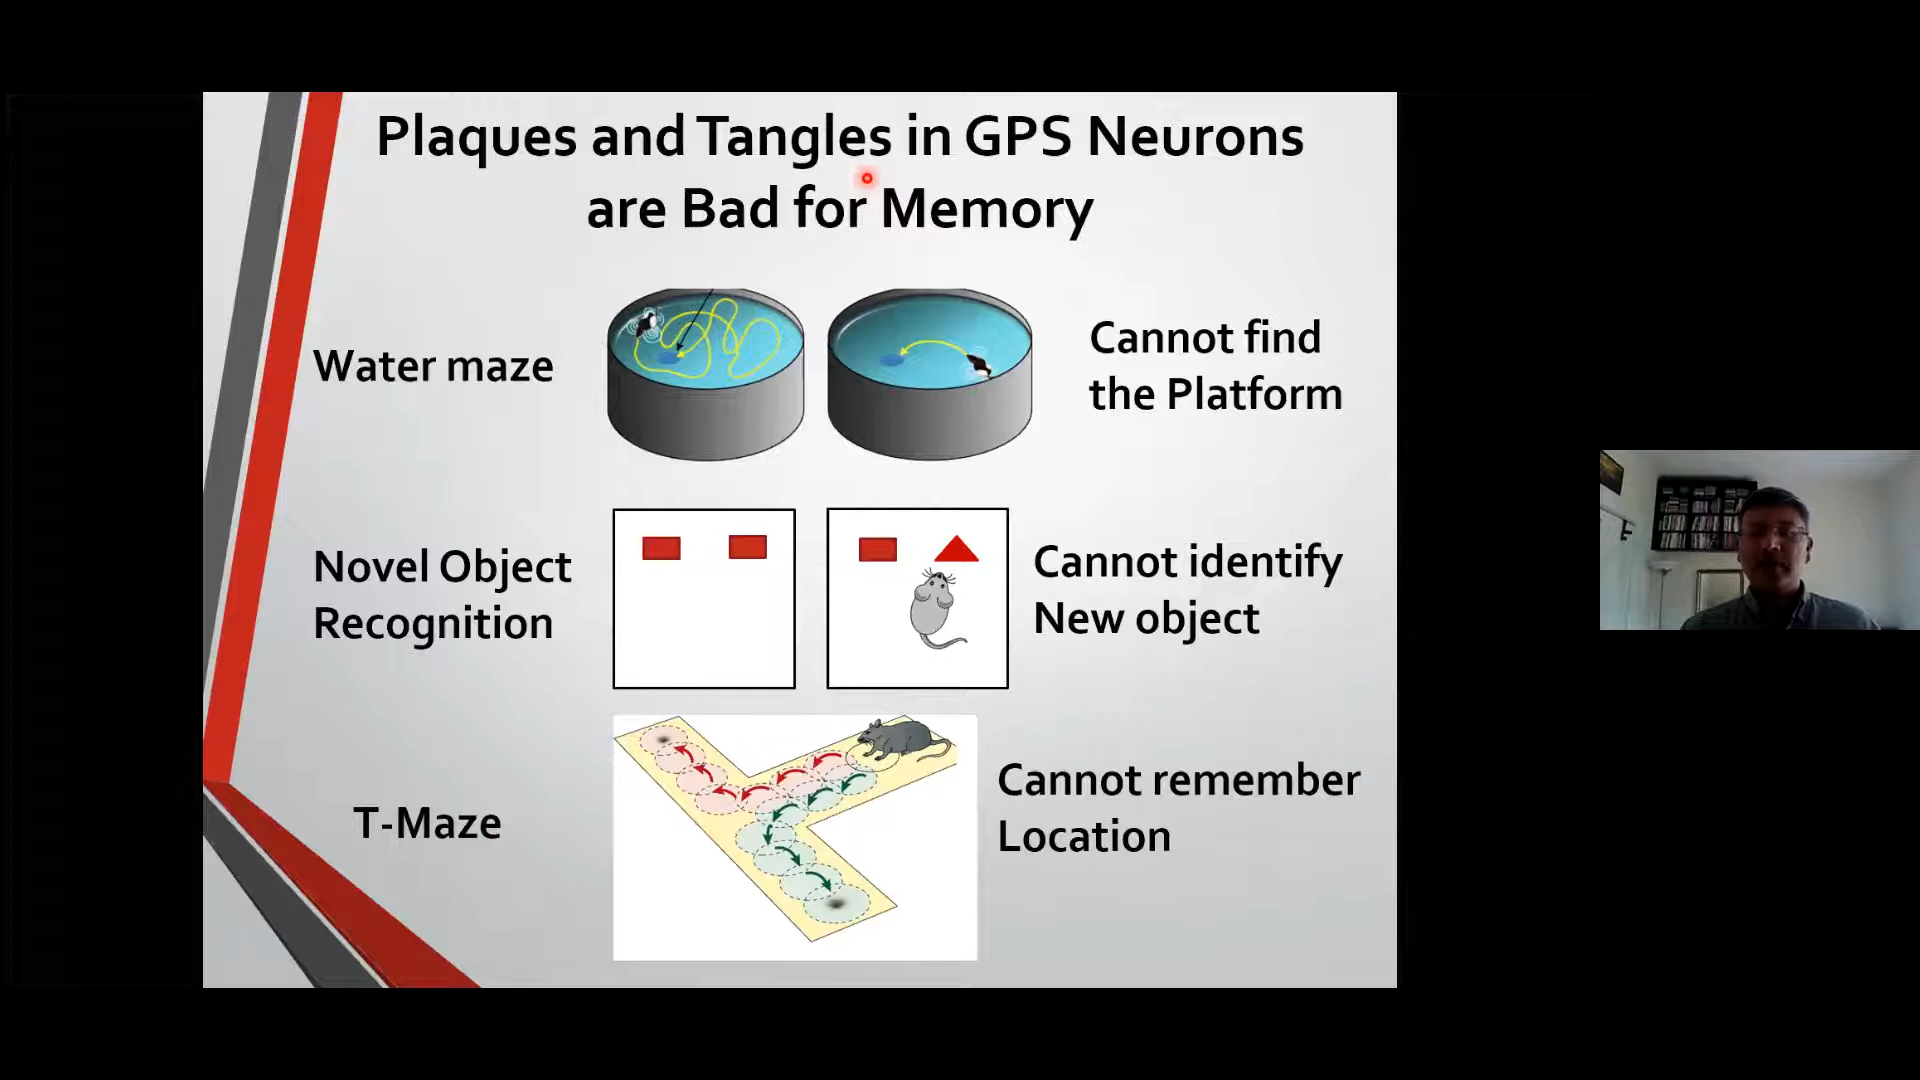 Plaques and Tangles in GPS Neurons
are Bad for Memory
Water maze
Cannot find
the Platform
Novel Object
Recognition
Cannot identify
New object
T-Maze
Cannot remember
Location